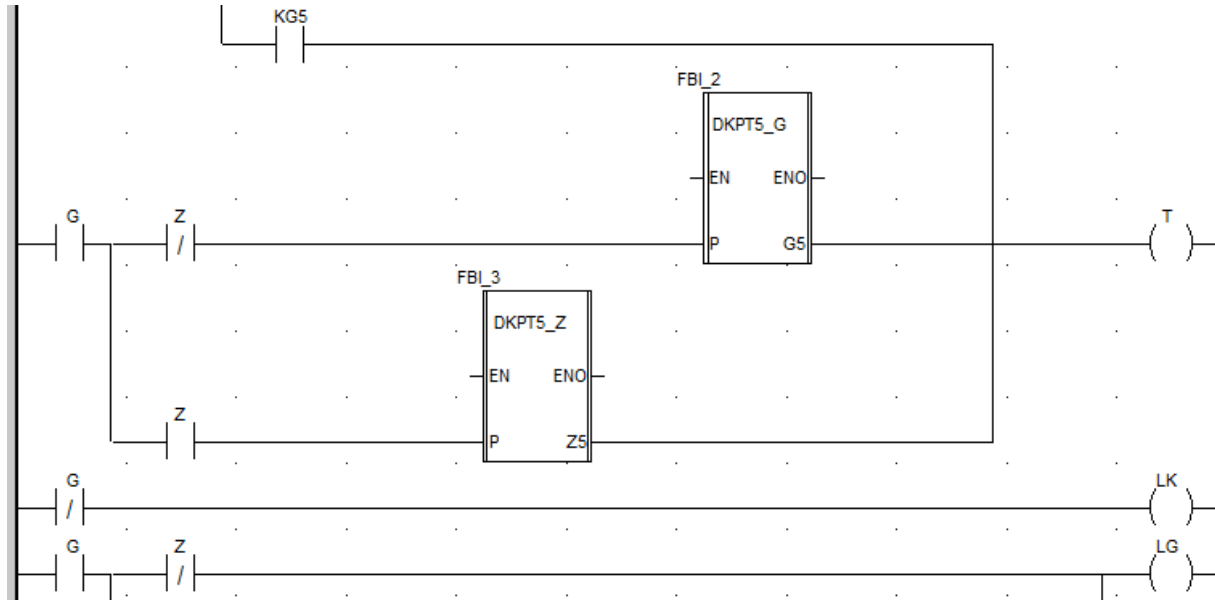 KG5
FBI_2
DKPT5_G
EN ENO
G Z T
/ P G5 ( )
FBI_3
DKPT5_Z
EN ENO
Z
P Z5
G LK
/ ( )
G Z LG
/ ( )